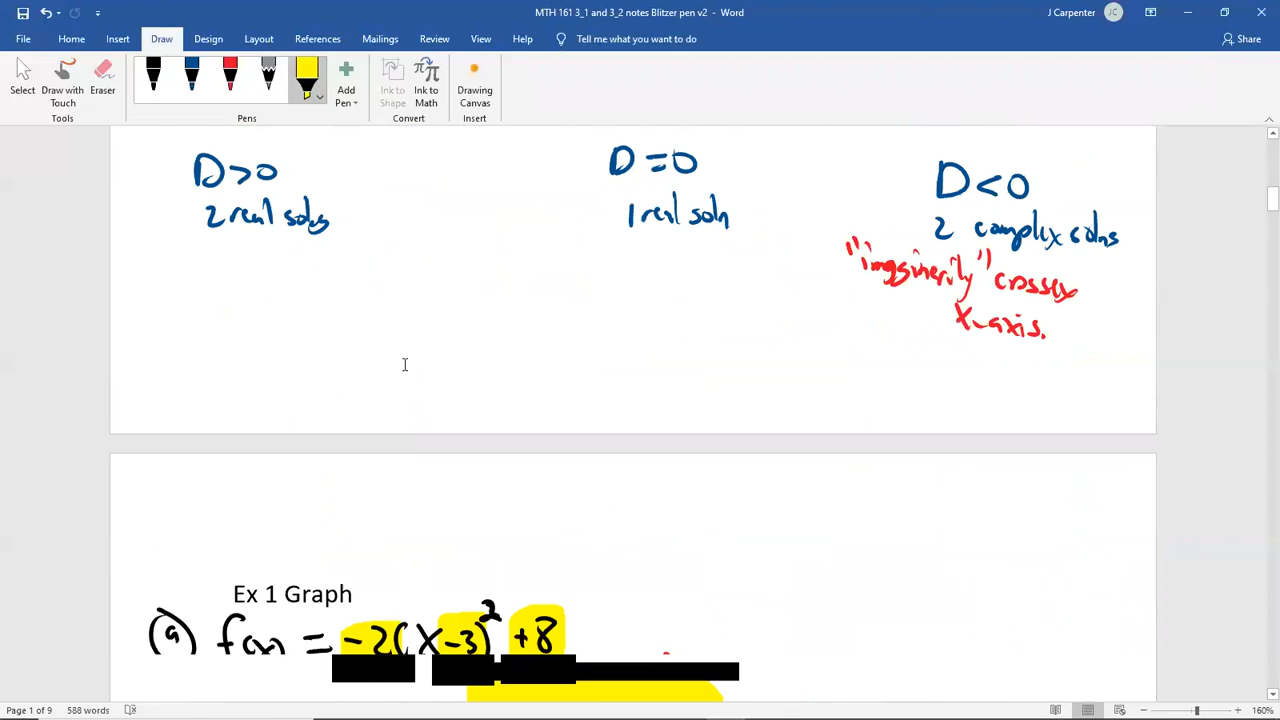 MTH 161 3_1 and 3_2 notes Blitzer pen v2 - Word
J Carpenter JC
File Home Insert Draw Design Layout References Mailings Review View Help Tell me what you want to do Share
Select Draw with Touch Eraser Add Pen Ink to Shape Ink to Math Drawing Canvas
Tools Pens Convert Insert
D > 0 D = 0 D < 0
2 real solns 1 real soln 2 complex solns
"imaginarily" crosses
x-axis.
Ex 1 Graph
(a) f(x) = -2(x-3)² +8
Page 1 of 9 588 words 160%